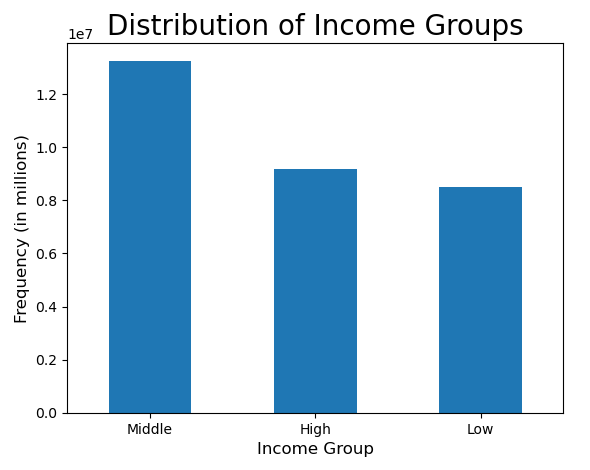 Distribution of Income Groups
1e7
1.2
1.0
0.8
0.6
0.4
0.2
0.0
Frequency (in millions)
Middle High Low
Income Group